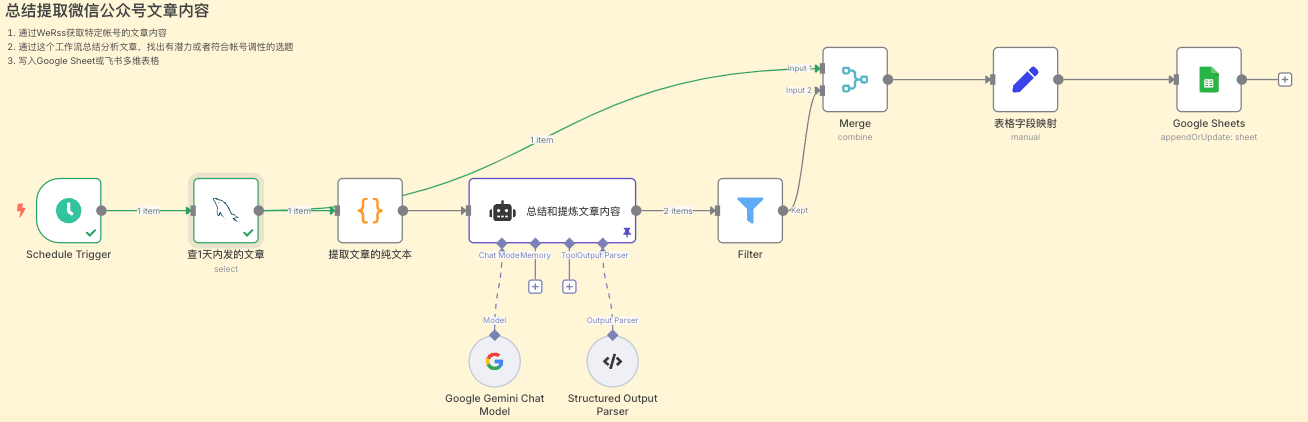 总结提取微信公众号文章内容
1. 通过WeRss获取特定帐号的文章内容
2. 通过这个工作流总结分析文章，找出有潜力或者符合帐号调性的选题
3. 写入Google Sheet或飞书多维表格
Input 1
Input 2
Merge
combine
表格字段映射
manual
Google Sheets
appendOrUpdate: sheet
1 item
1 item
1 item
总结和提炼文章内容
2 items
Kept
Schedule Trigger
查1天内发的文章
select
提取文章的纯文本
Chat Model
Memory
Tool
Output Parser
Filter
Model
Output Parser
Google Gemini Chat
Model
Structured Output
Parser